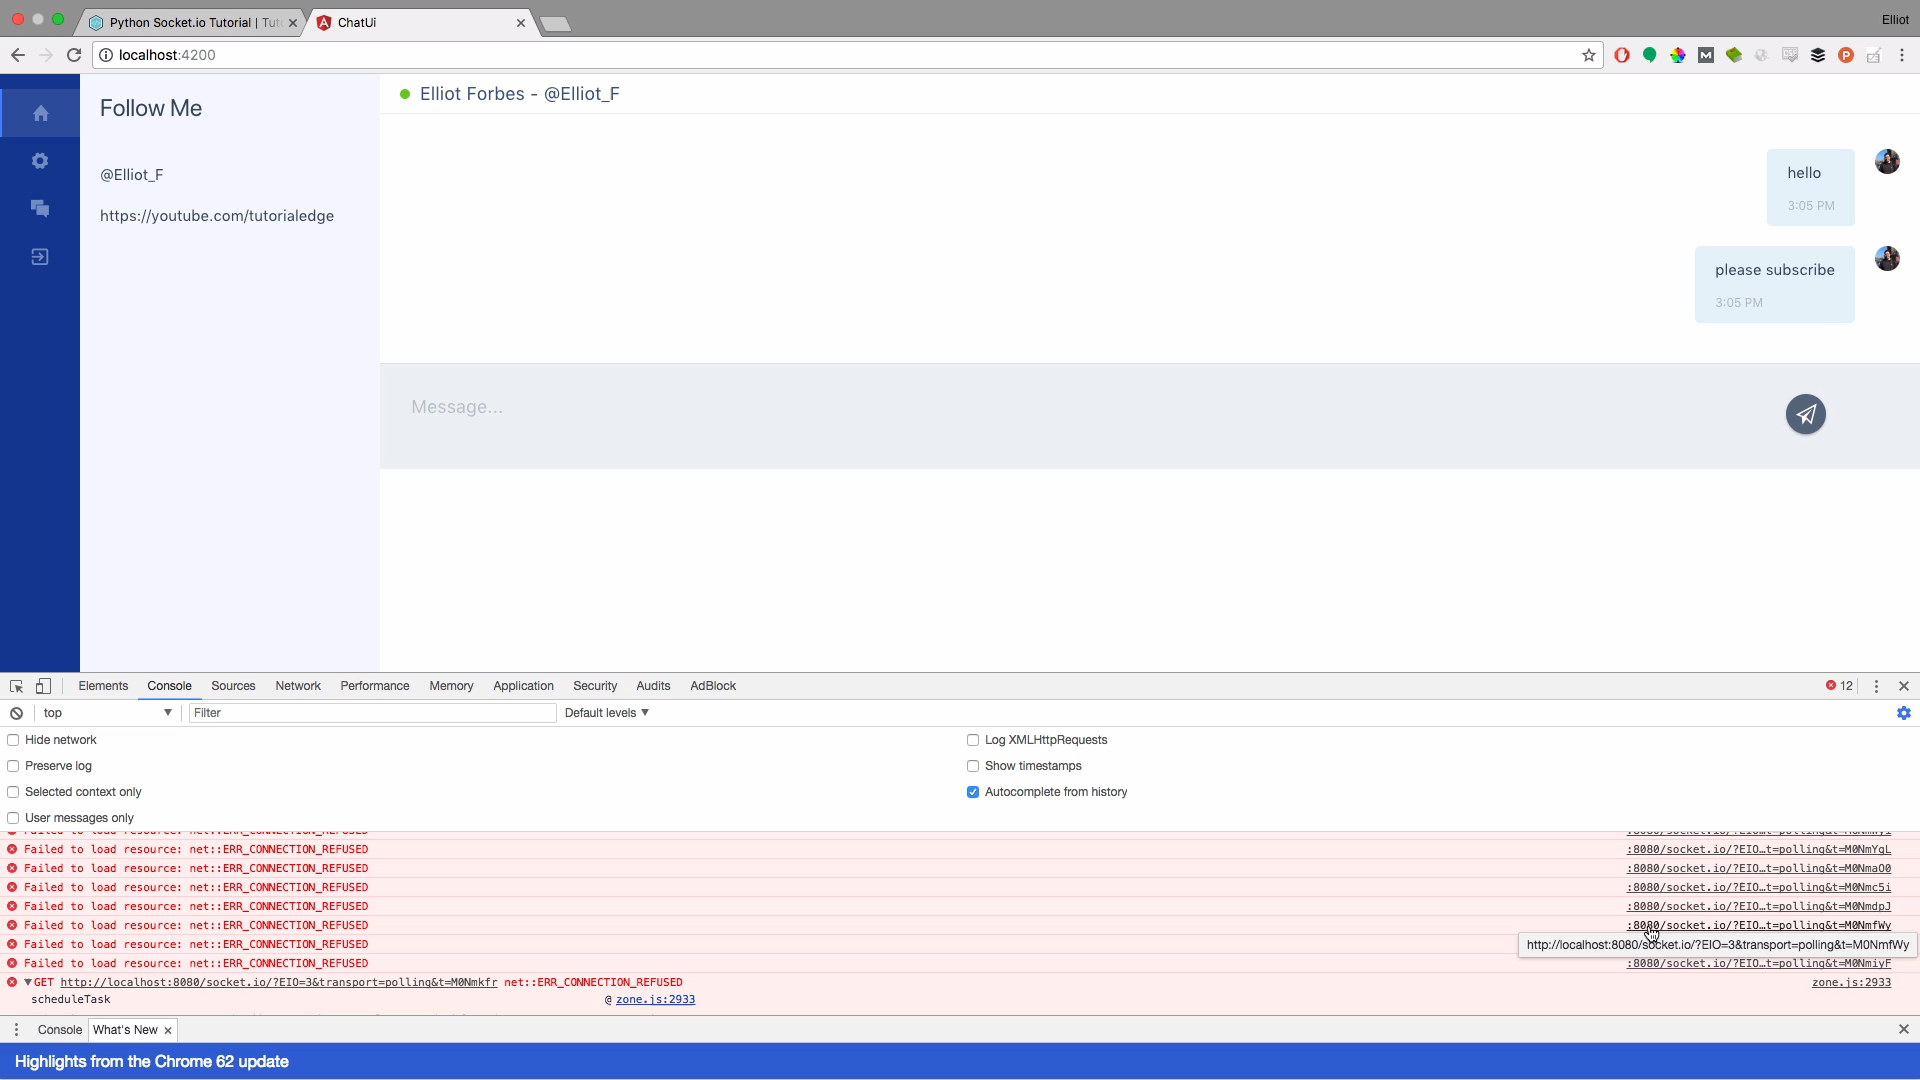 Python Socket.io Tutorial | Tut
ChatUi
Elliot
localhost:4200
Follow Me
@Elliot_F
https://youtube.com/tutorialedge
Elliot Forbes - @Elliot_F
hello
3:05 PM
please subscribe
3:05 PM
Message...
Elements Console Sources Network Performance Memory Application Security Audits AdBlock
12
top
Filter
Default levels ▼
Hide network
Log XMLHttpRequests
Preserve log
Show timestamps
Selected context only
Autocomplete from history
User messages only
Failed to load resource: net::ERR_CONNECTION_REFUSED
Failed to load resource: net::ERR_CONNECTION_REFUSED :8080/socket.io/?EIO…t=polling&t=M0NmYgL
Failed to load resource: net::ERR_CONNECTION_REFUSED :8080/socket.io/?EIO…t=polling&t=M0NmaO0
Failed to load resource: net::ERR_CONNECTION_REFUSED :8080/socket.io/?EIO…t=polling&t=M0Nmc5i
Failed to load resource: net::ERR_CONNECTION_REFUSED :8080/socket.io/?EIO…t=polling&t=M0NmdpJ
Failed to load resource: net::ERR_CONNECTION_REFUSED :8080/socket.io/?EIO…t=polling&t=M0NmfWy
Failed to load resource: net::ERR_CONNECTION_REFUSED
http://localhost:8080/socket.io/?EIO=3&transport=polling&t=M0NmfWy
Failed to load resource: net::ERR_CONNECTION_REFUSED :8080/socket.io/?EIO…t=polling&t=M0NmiyF
▼GET http://localhost:8080/socket.io/?EIO=3&transport=polling&t=M0Nmkfr net::ERR_CONNECTION_REFUSED zone.js:2933
scheduleTask @ zone.js:2933
Console What's New
Highlights from the Chrome 62 update